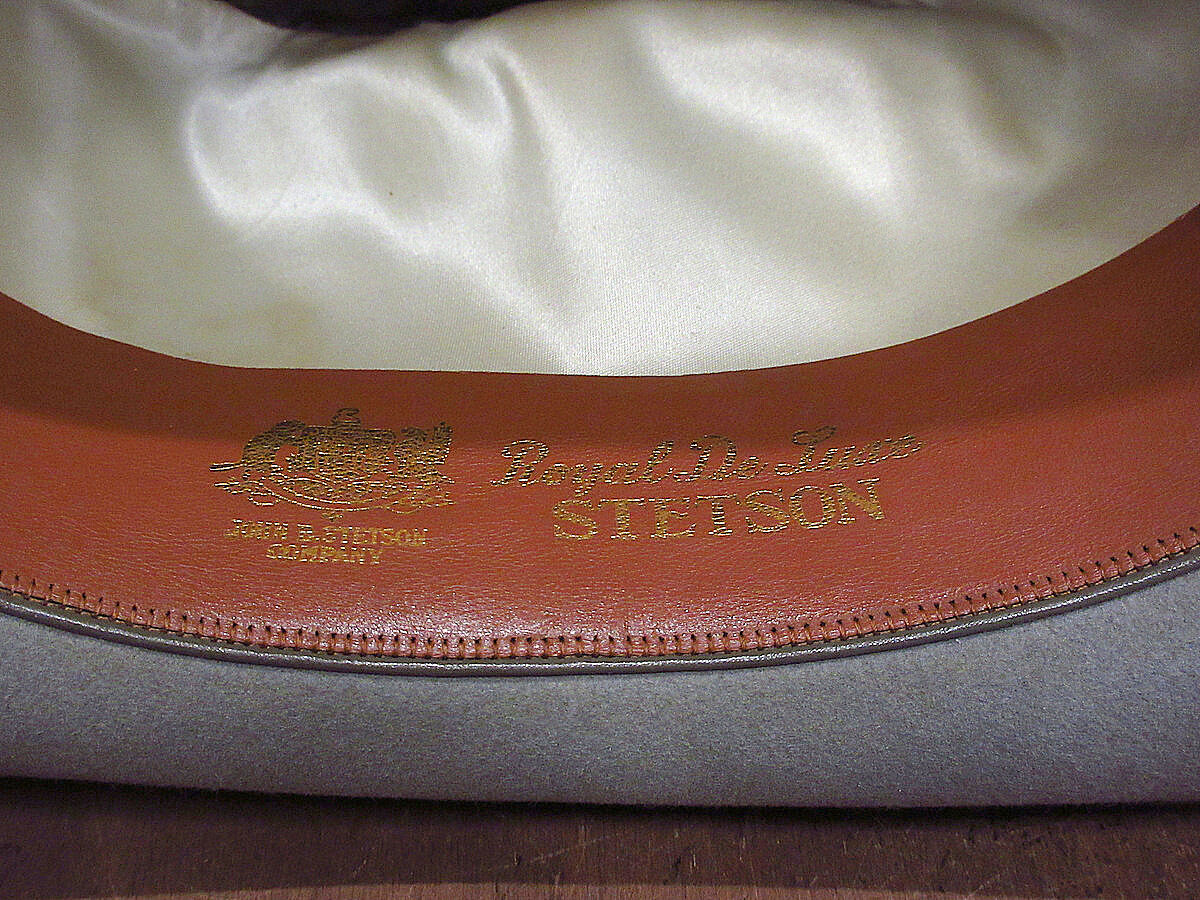 JOHN B. STETSON
COMPANY
Royal De Luxe
STETSON